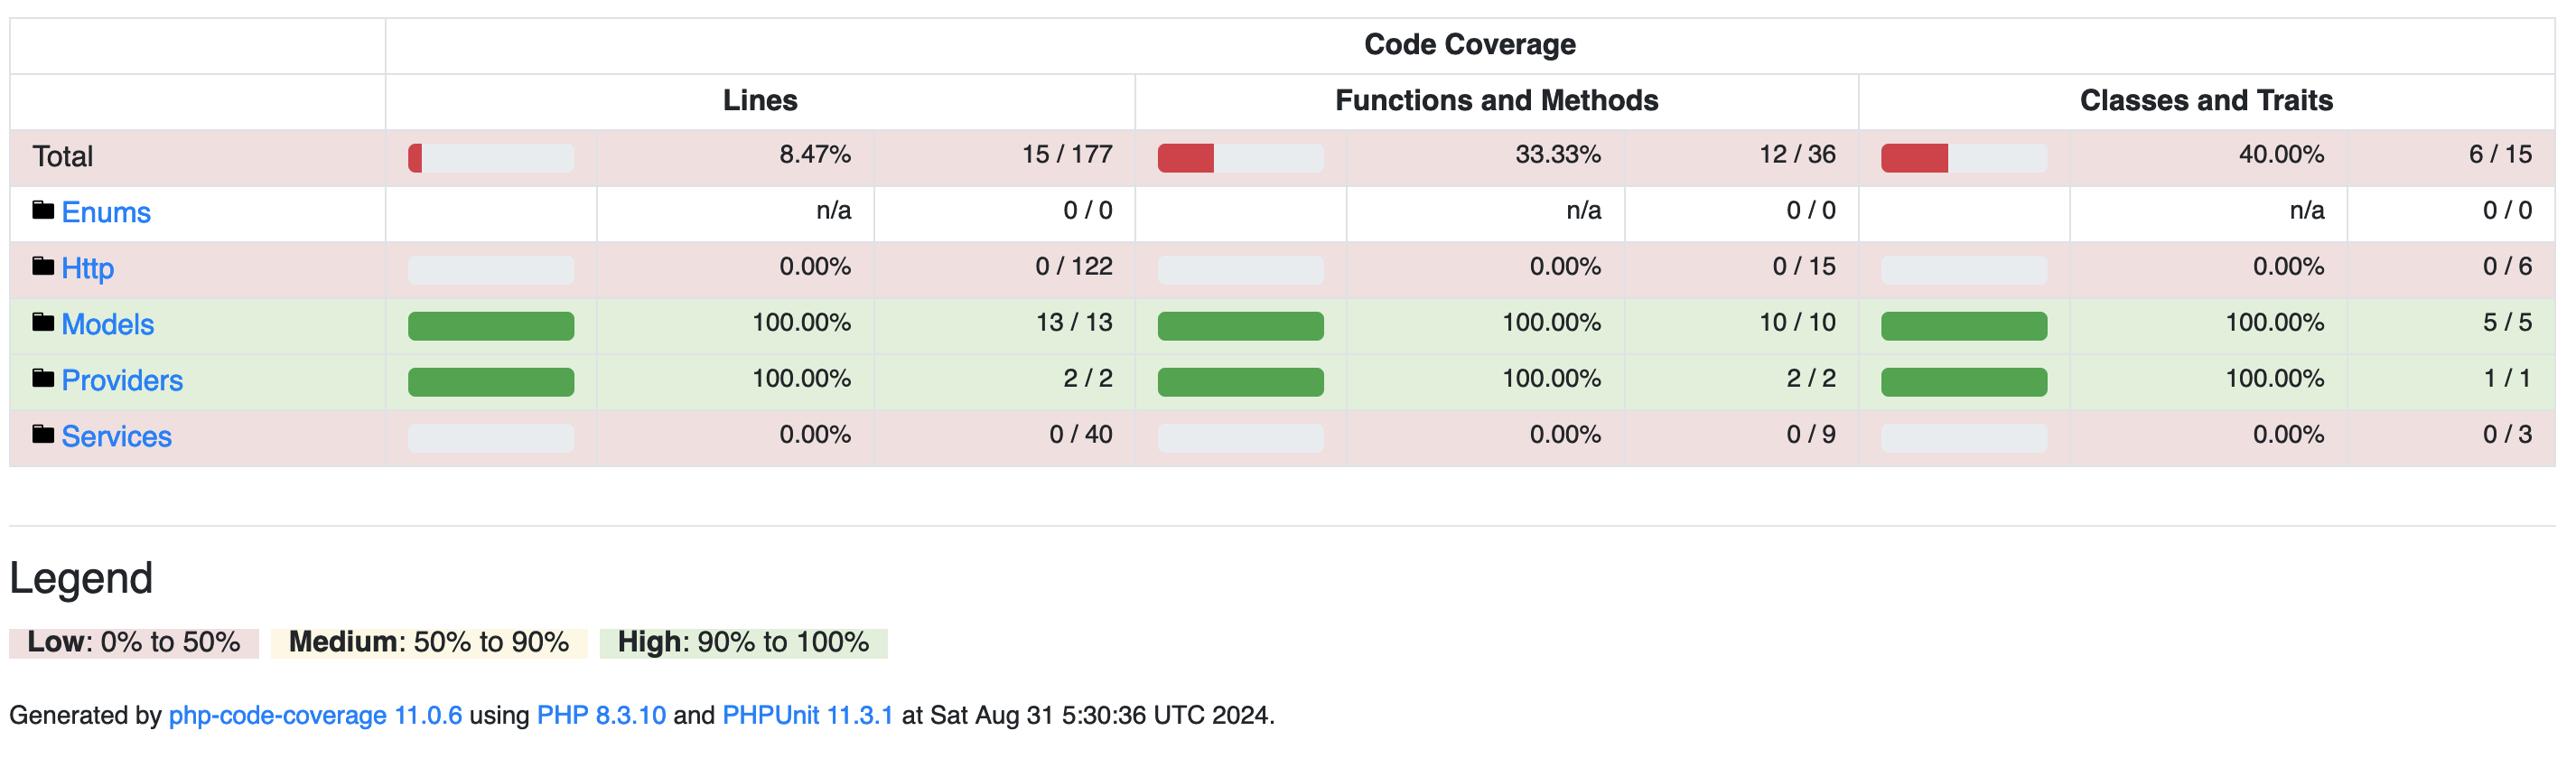 Code Coverage
Lines Functions and Methods Classes and Traits
Total 8.47% 15 / 177 33.33% 12 / 36 40.00% 6 / 15
Enums n/a 0 / 0 n/a 0 / 0 n/a 0 / 0
Http 0.00% 0 / 122 0.00% 0 / 15 0.00% 0 / 6
Models 100.00% 13 / 13 100.00% 10 / 10 100.00% 5 / 5
Providers 100.00% 2 / 2 100.00% 2 / 2 100.00% 1 / 1
Services 0.00% 0 / 40 0.00% 0 / 9 0.00% 0 / 3
Legend
Low: 0% to 50% Medium: 50% to 90% High: 90% to 100%
Generated by php-code-coverage 11.0.6 using PHP 8.3.10 and PHPUnit 11.3.1 at Sat Aug 31 5:30:36 UTC 2024.